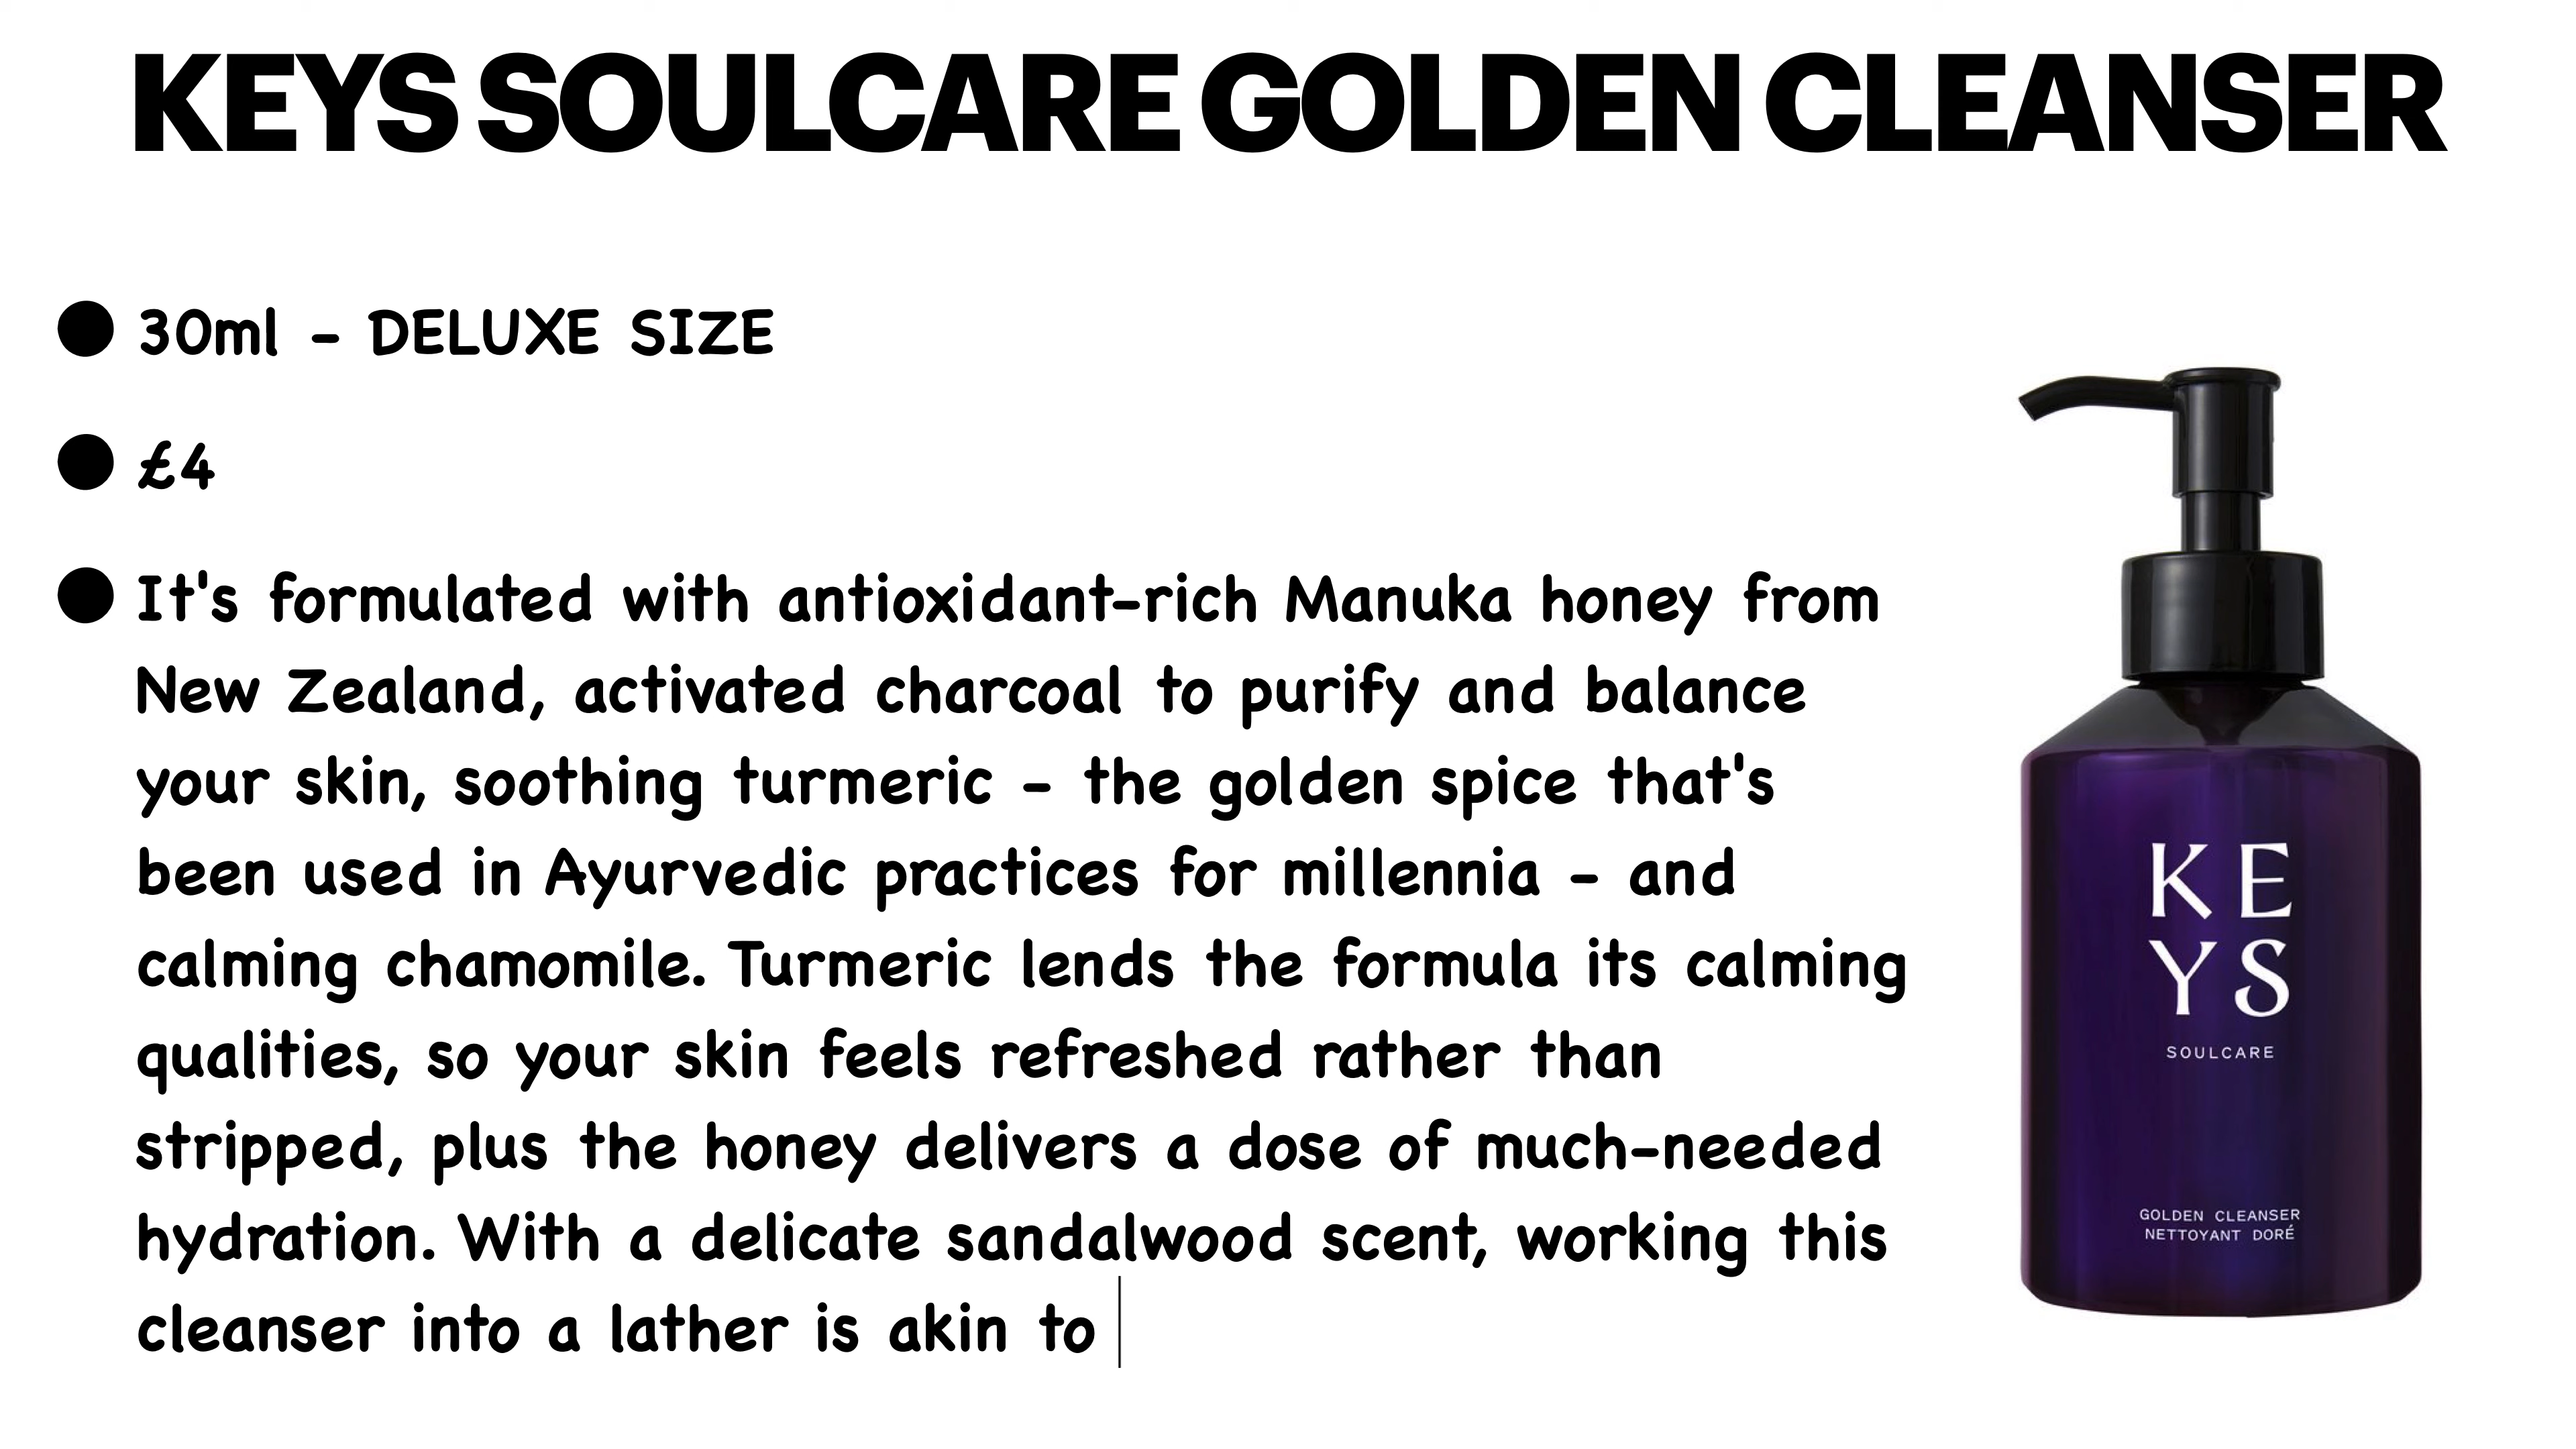 KEYS SOULCARE GOLDEN CLEANSER
● 30ml - DELUXE SIZE
● £4
● It's formulated with antioxidant-rich Manuka honey from
New Zealand, activated charcoal to purify and balance
your skin, soothing turmeric - the golden spice that's
been used in Ayurvedic practices for millennia - and
calming chamomile. Turmeric lends the formula its calming
qualities, so your skin feels refreshed rather than
stripped, plus the honey delivers a dose of much-needed
hydration. With a delicate sandalwood scent, working this
cleanser into a lather is akin to
KE
YS
SOULCARE
GOLDEN CLEANSER
NETTOYANT DORÉ